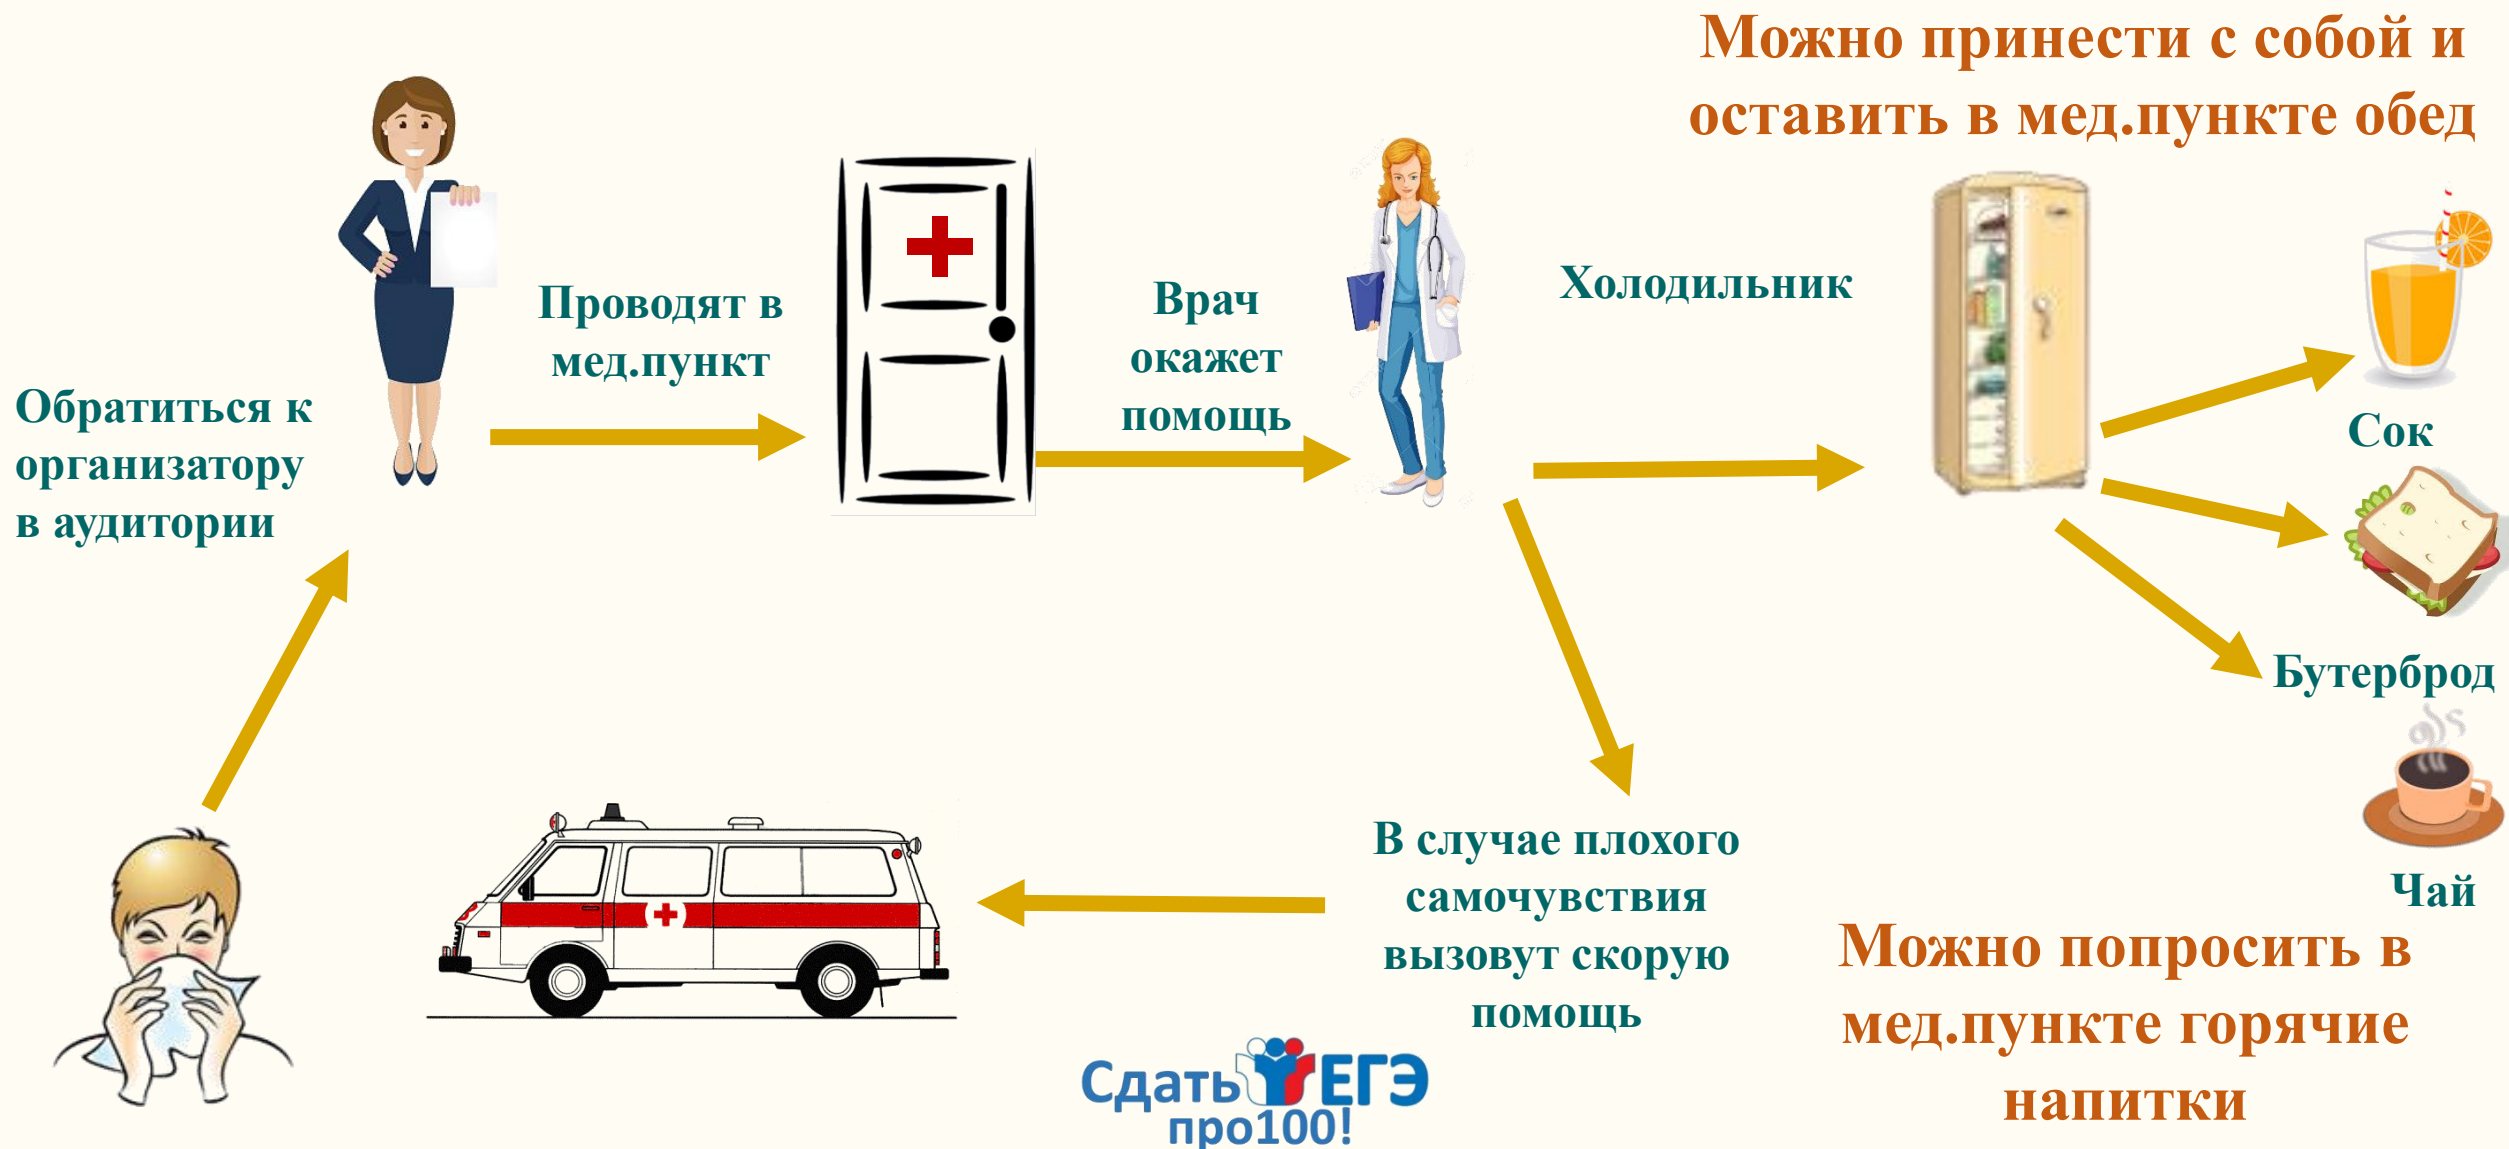 Можно принести с собой и
оставить в мед.пункте обед
Обратиться к
организатору
в аудитории
Проводят в
мед.пункт
Врач
окажет
помощь
Холодильник
Сок
Бутерброд
Чай
В случае плохого
самочувствия
вызовут скорую
помощь
Можно попросить в
мед.пункте горячие
напитки
Сдать ЕГЭ
про100!